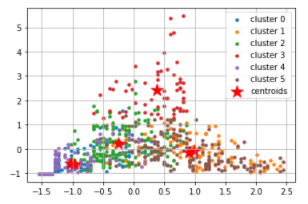 5
4
3
2
1
0
−1
−1.5
−1.0
−0.5
0.0
0.5
1.0
1.5
2.0
2.5
cluster 0
cluster 1
cluster 2
cluster 3
cluster 4
cluster 5
centroids